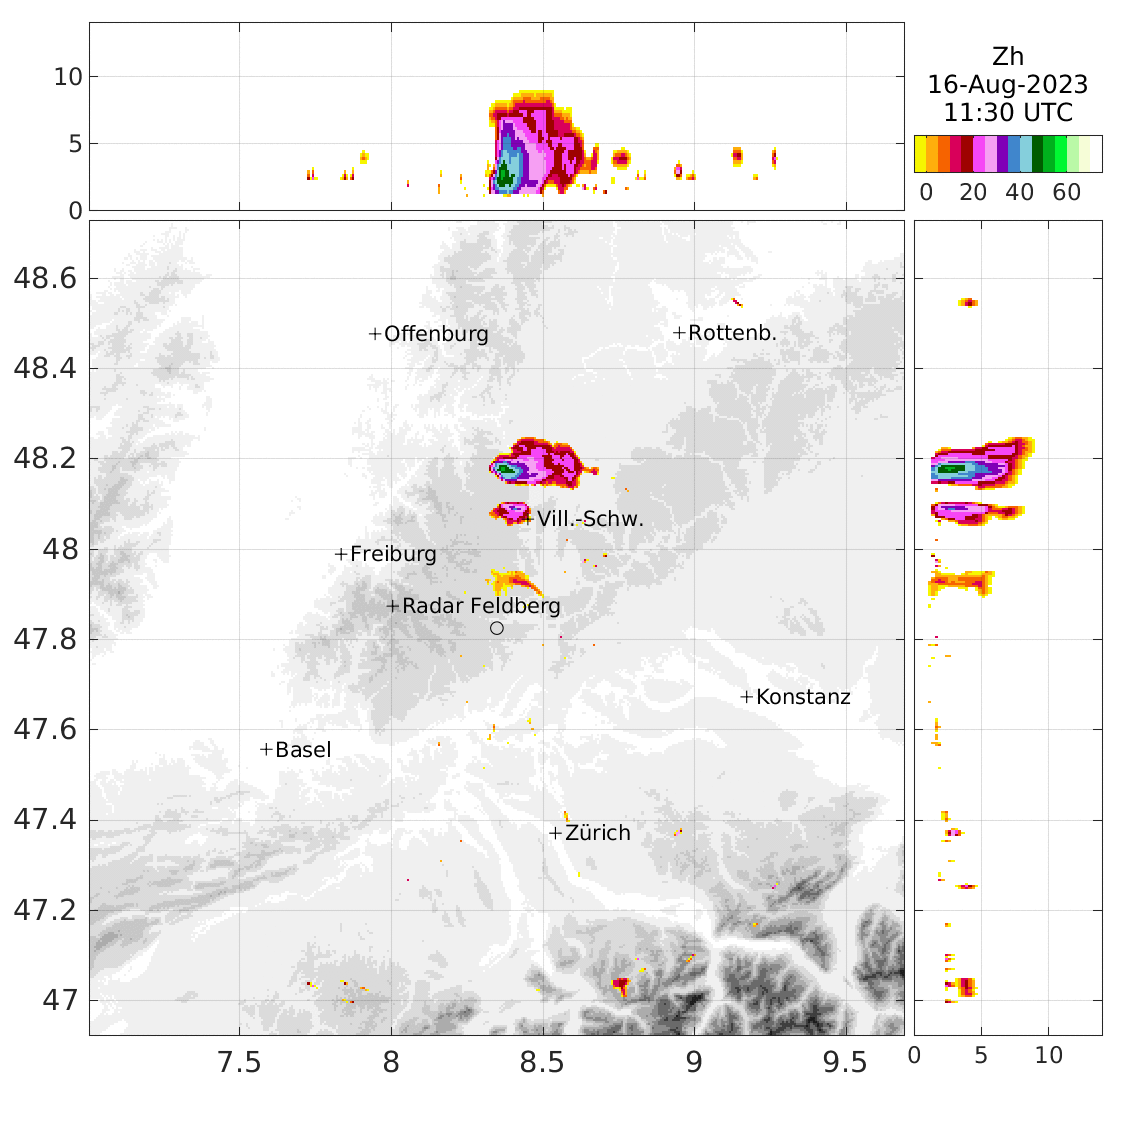 Zh
16-Aug-2023
11:30 UTC
0 20 40 60
10
5
0
48.6
48.4
48.2
48
47.8
47.6
47.4
47.2
47
Offenburg
Rottenb.
Vill.-Schw.
Freiburg
Radar Feldberg
Konstanz
Basel
Zürich
7.5 8 8.5 9 9.5
0 5 10